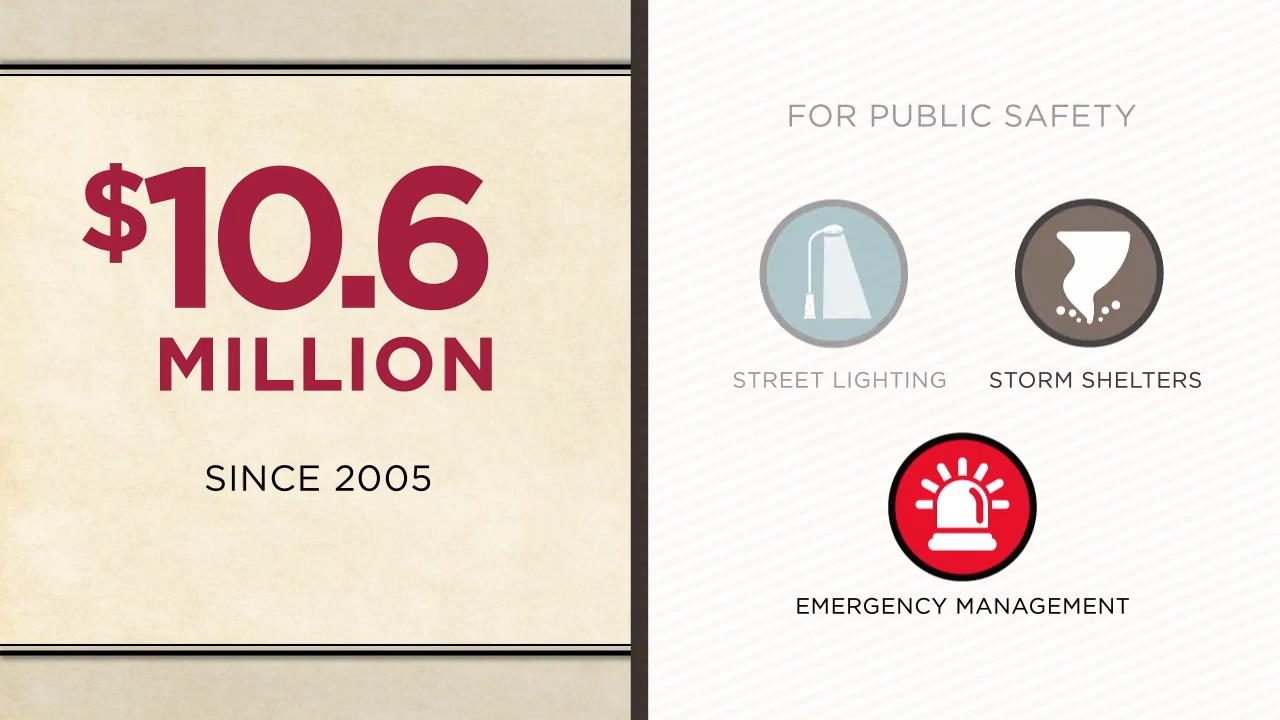 $10.6
MILLION
SINCE 2005
FOR PUBLIC SAFETY
STREET LIGHTING
STORM SHELTERS
EMERGENCY MANAGEMENT